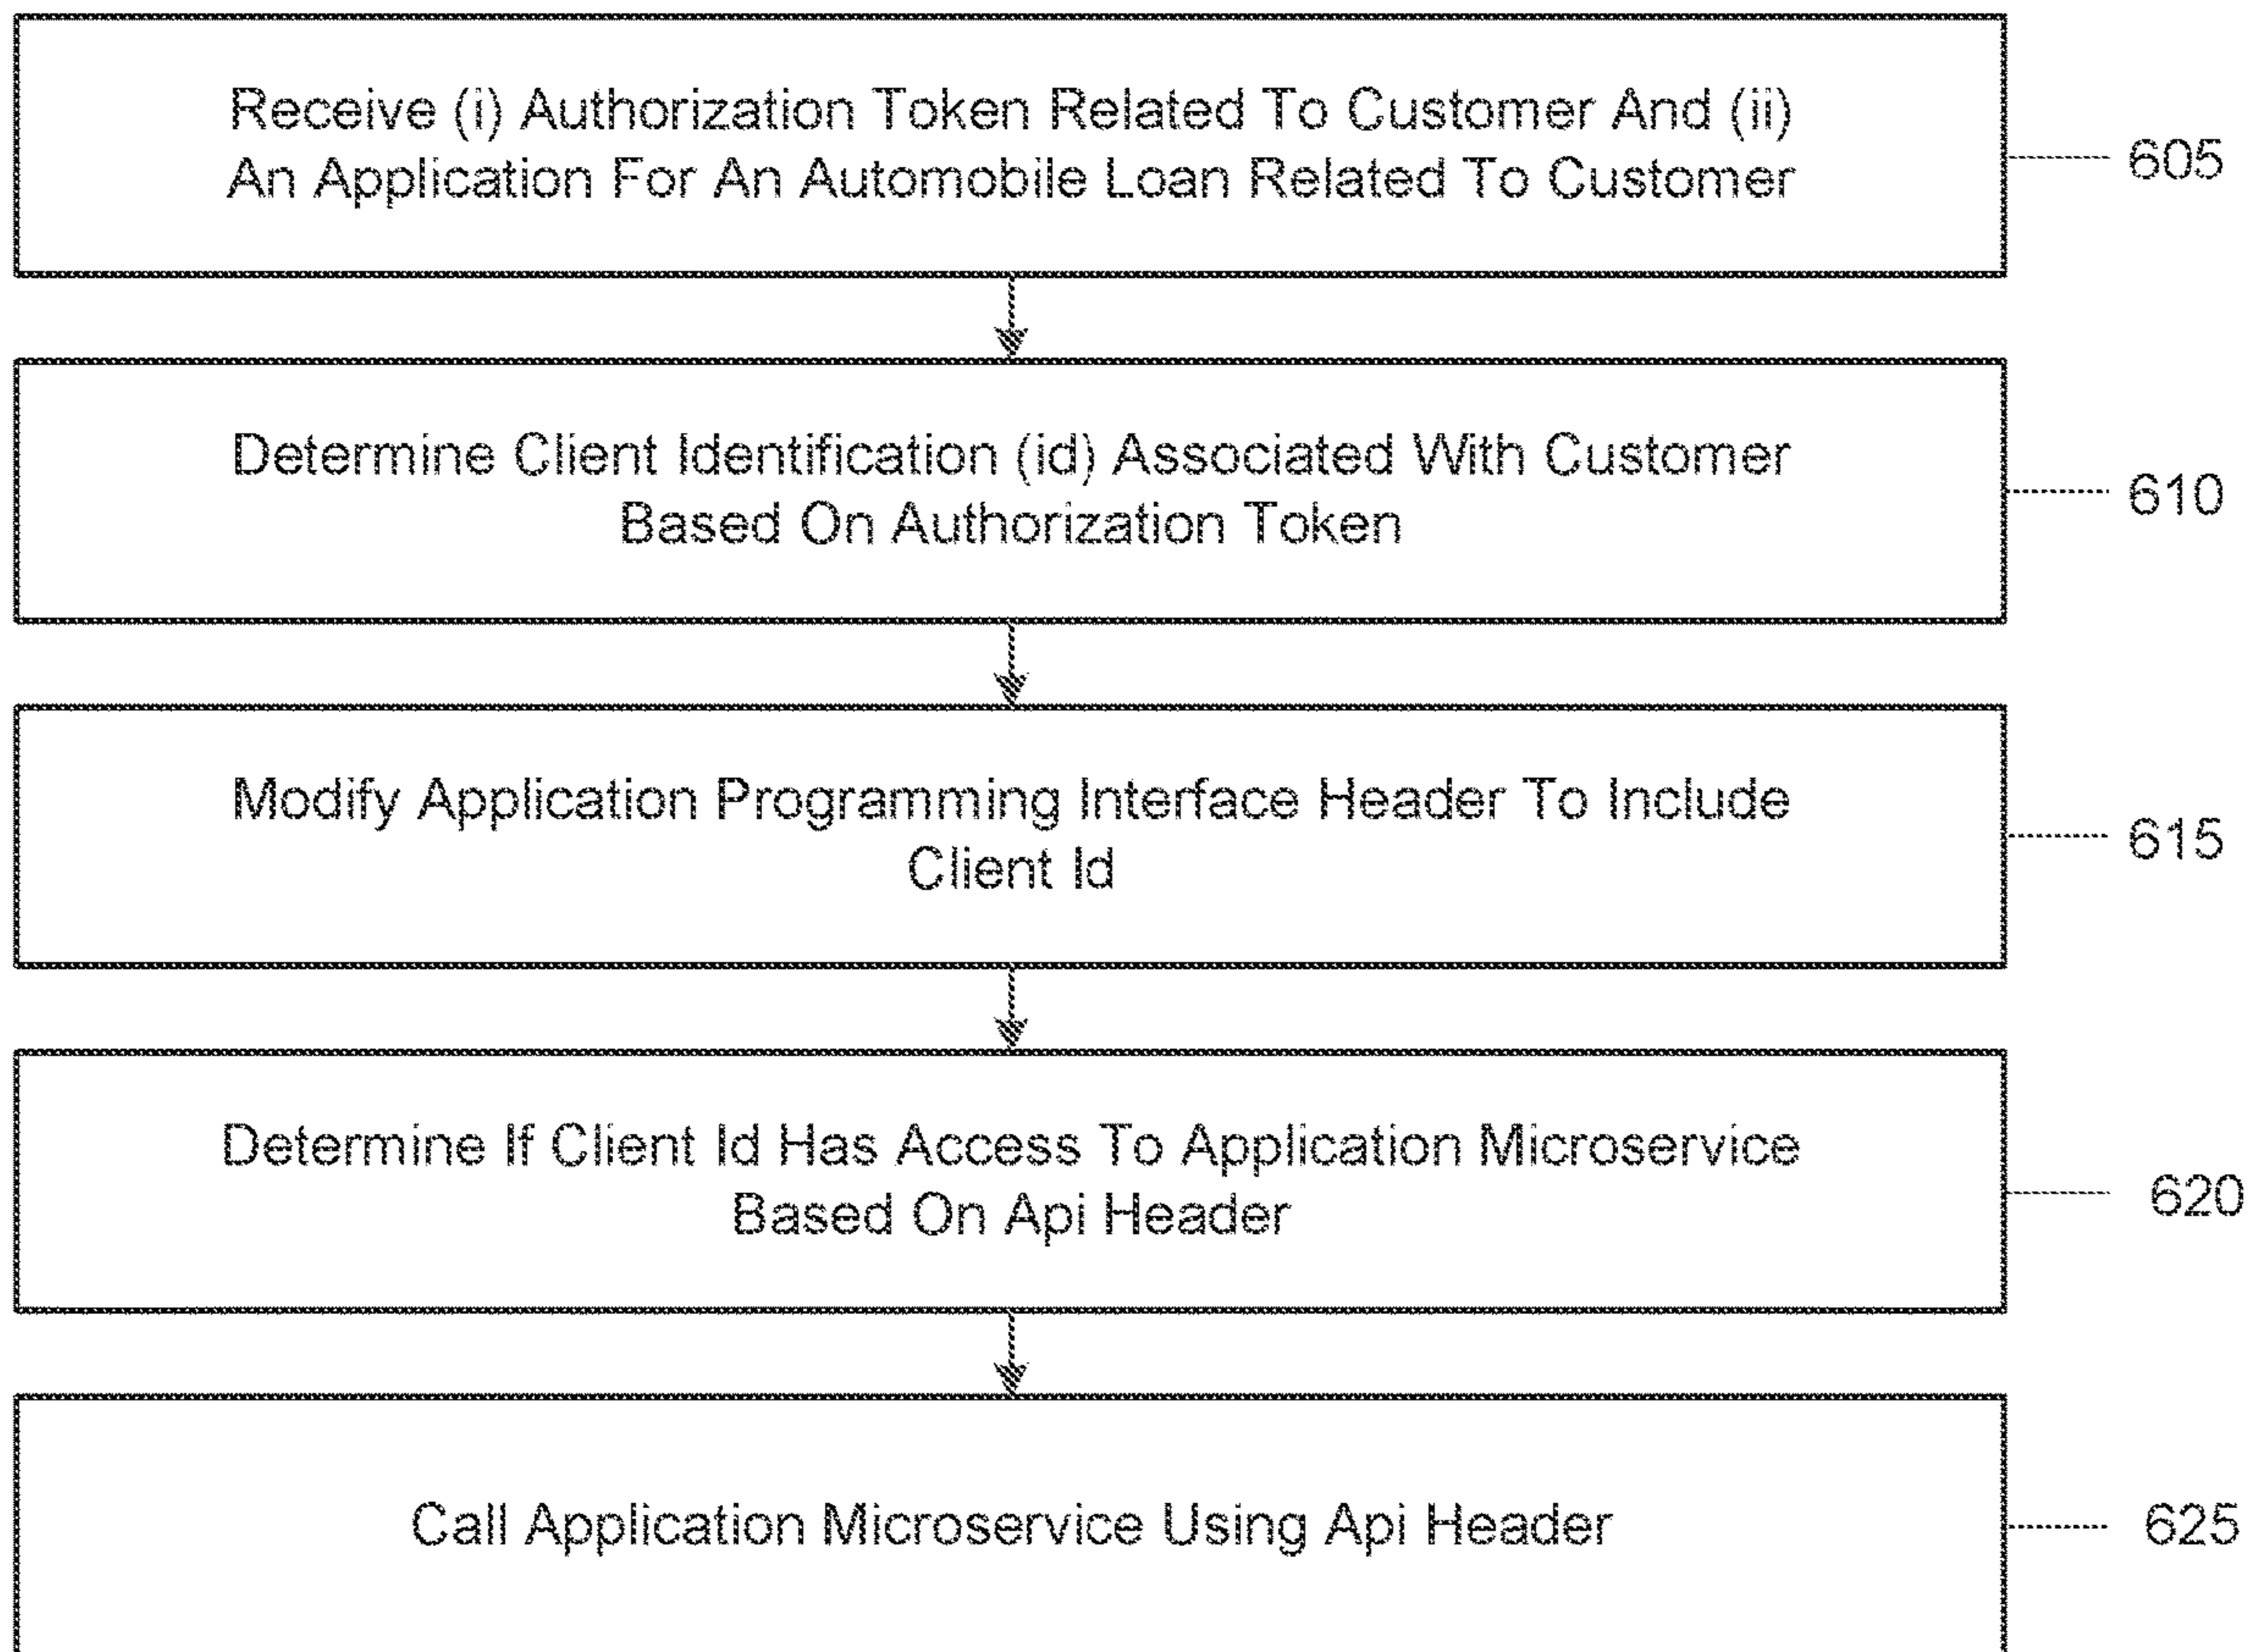 Receive (i) Authorization Token Related To Customer And (ii)
An Application For An Automobile Loan Related To Customer
605
Determine Client Identification (id) Associated With Customer
Based On Authorization Token
610
Modify Application Programming Interface Header To Include
Client Id
615
Determine If Client Id Has Access To Application Microservice
Based On Api Header
620
Call Application Microservice Using Api Header
625